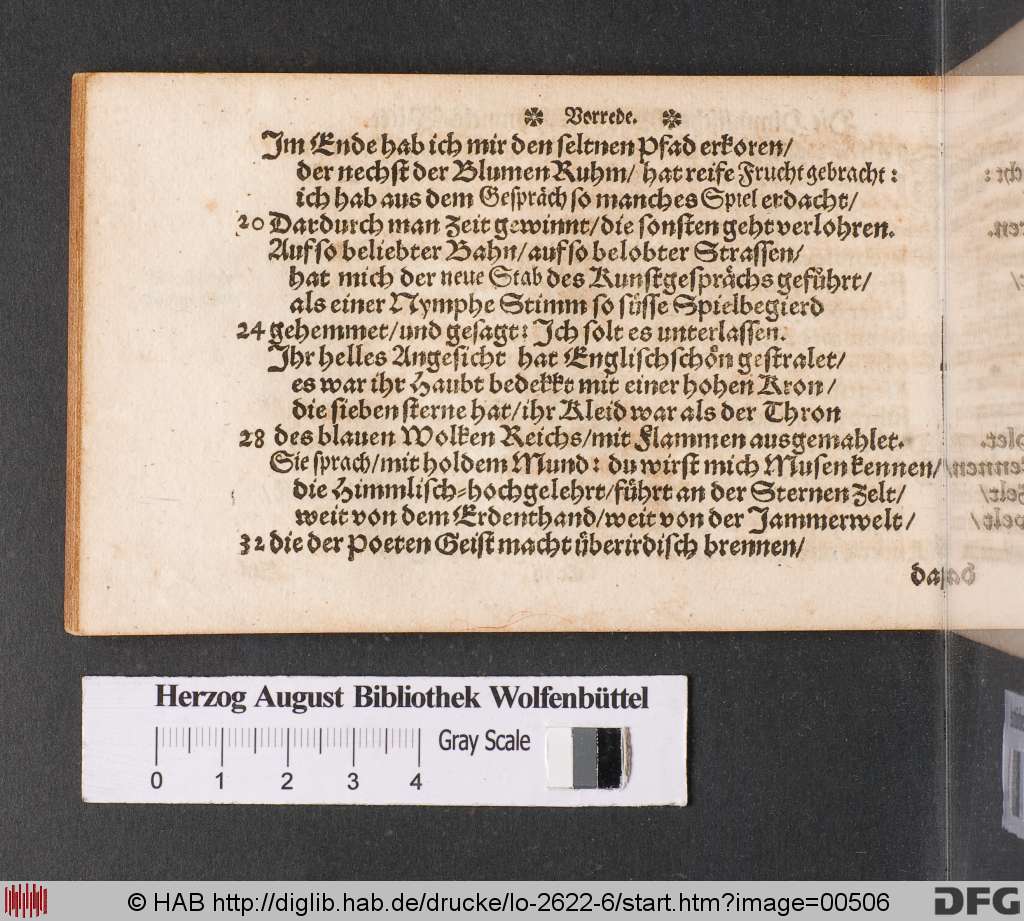 ✽ Vorrede. ✽
Im Ende hab ich mir den seltnen Pfad erkoren/
der nechst der Blumen Ruhm/ hat reife Frucht gebracht:
ich hab aus dem Gespräch so manches Spiel erdacht/
20 Dardurch man Zeit gewinnt/die sonsten geht verlohren.
Auf so beliebter Bahn/auf so belobter Strassen/
hat mich der neue Stab des Kunstgesprächs geführt/
als einer Nymphe Stimm so süsse Spielbegierd
24 gehemmet/und gesagt: Ich solt es unterlassen.
Ihr helles Angesicht hat Englischschön gestralet/
es war ihr Haubt bedekkt mit einer hohen Kron/
die sieben sterne hat/ihr Kleid war als der Thron
28 des blauen Wolken Reichs/mit Flammen ausgemahlet.
Sie sprach/mit holdem Mund: du wirst mich Musen kennen/
die Himmlisch-hochgelehrt/führt an der Sternen Zelt/
weit von dem Erdenthand/weit von der Jammerwelt/
32 die der Poeten Geist macht überirdisch brennen/
Herzog August Bibliothek Wolfenbüttel
Gray Scale
0 1 2 3 4
© HAB http://diglib.hab.de/drucke/lo-2622-6/start.htm?image=00506
DFG